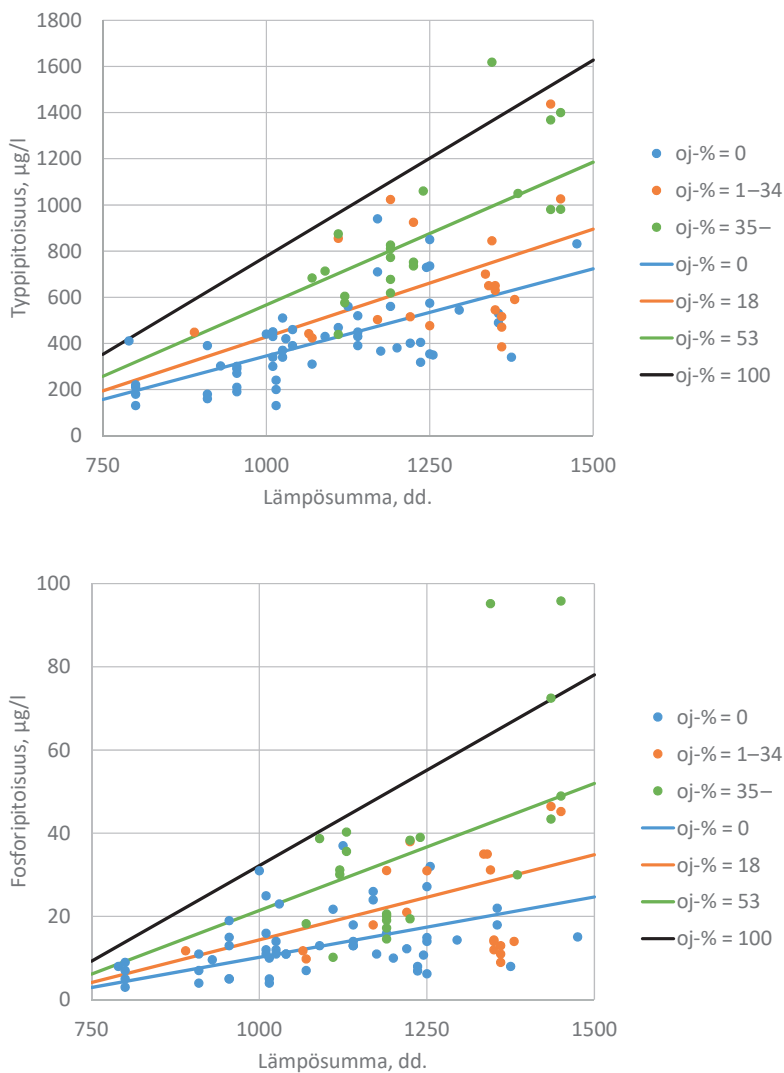 1800
1600
1400
1200
1000
800
600
400
200
0
Typpipitoisuus, µg/l
750 1000 1250 1500
Lämpösumma, dd.
oj-% = 0
oj-% = 1–34
oj-% = 35–
oj-% = 0
oj-% = 18
oj-% = 53
oj-% = 100
100
80
60
40
20
0
Fosforipitoisuus, µg/l
750 1000 1250 1500
Lämpösumma, dd.
oj-% = 0
oj-% = 1–34
oj-% = 35–
oj-% = 0
oj-% = 18
oj-% = 53
oj-% = 100